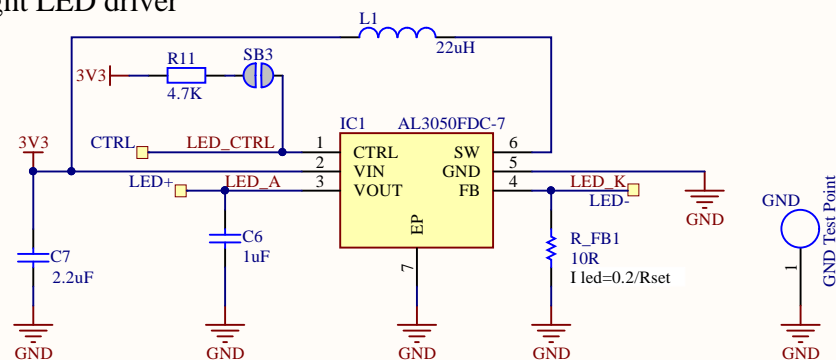 ght LED driver
L1
22uH
R11
SB3
3V3
4.7K
IC1
AL3050FDC-7
CTRL
LED_CTRL
1
CTRL
SW
6
3V3
2
VIN
GND
5
LED+
LED_A
3
VOUT
FB
4
LED_K
LED-
EP
7
C7
2.2uF
C6
1uF
R_FB1
10R
I led=0.2/Rset
GND
GND
1
GND Test Point
GND
GND
GND
GND
GND